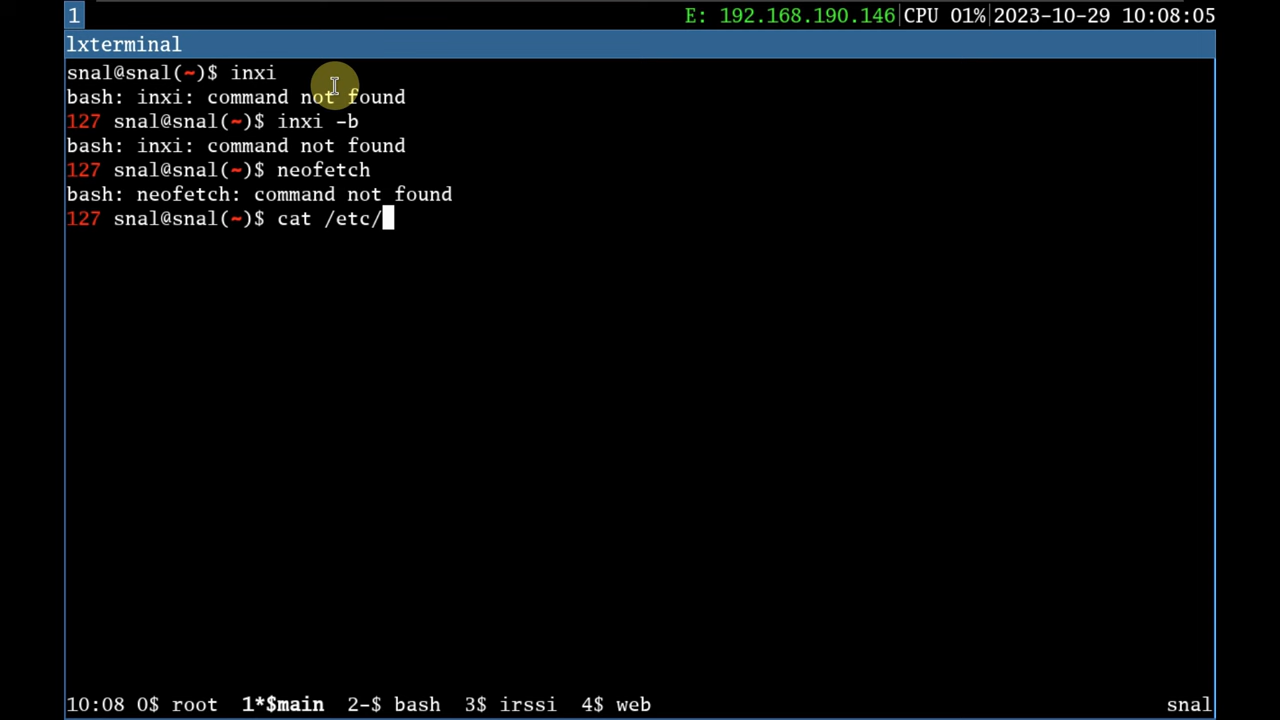 1 E: 192.168.190.146|CPU 01%|2023-10-29 10:08:05
lxterminal
snal@snal(~)$ inxi
bash: inxi: command not found
127 snal@snal(~)$ inxi -b
bash: inxi: command not found
127 snal@snal(~)$ neofetch
bash: neofetch: command not found
127 snal@snal(~)$ cat /etc/
10:08 0$ root 1*$main 2-$ bash 3$ irssi 4$ web snal